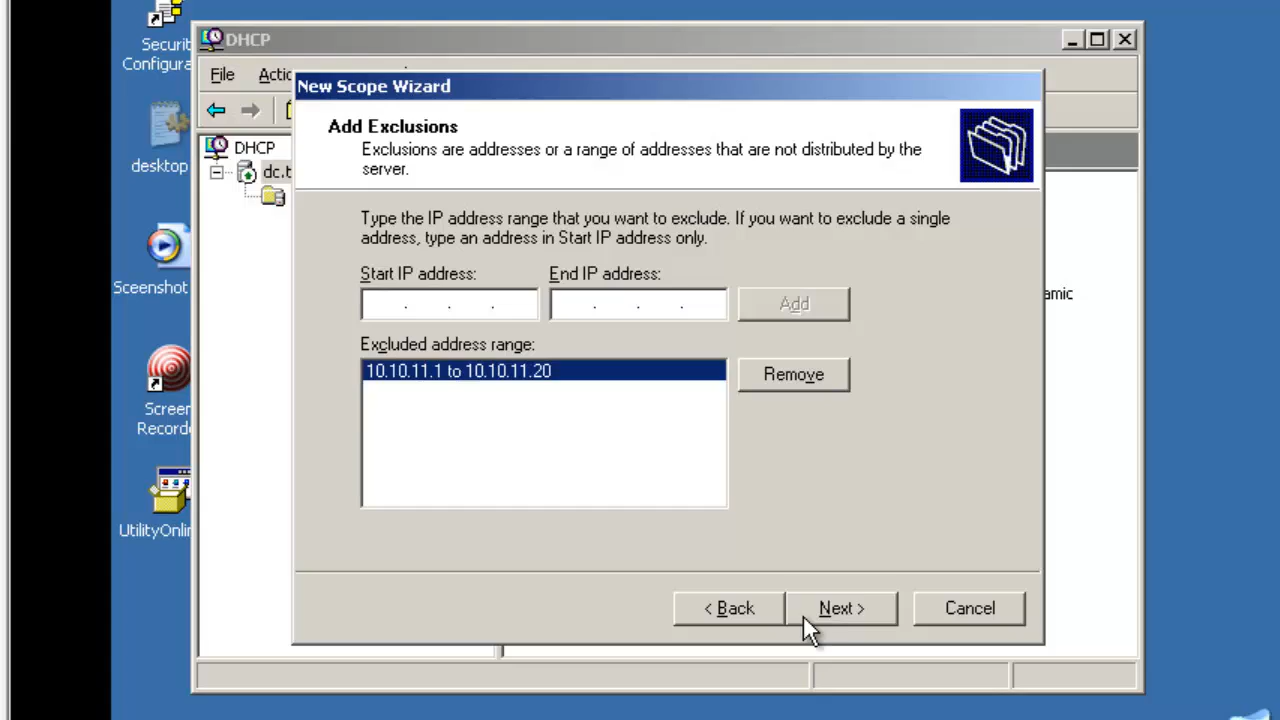 Securit
Configura
desktop
Sceenshot
Screen
Recorde
UtilityOnlin
DHCP
File Actio
DHCP
dc.t
amic
New Scope Wizard
Add Exclusions
Exclusions are addresses or a range of addresses that are not distributed by the
server.
Type the IP address range that you want to exclude. If you want to exclude a single
address, type an address in Start IP address only.
Start IP address: End IP address:
. . . . . . Add
Excluded address range:
10.10.11.1 to 10.10.11.20
Remove
< Back Next > Cancel